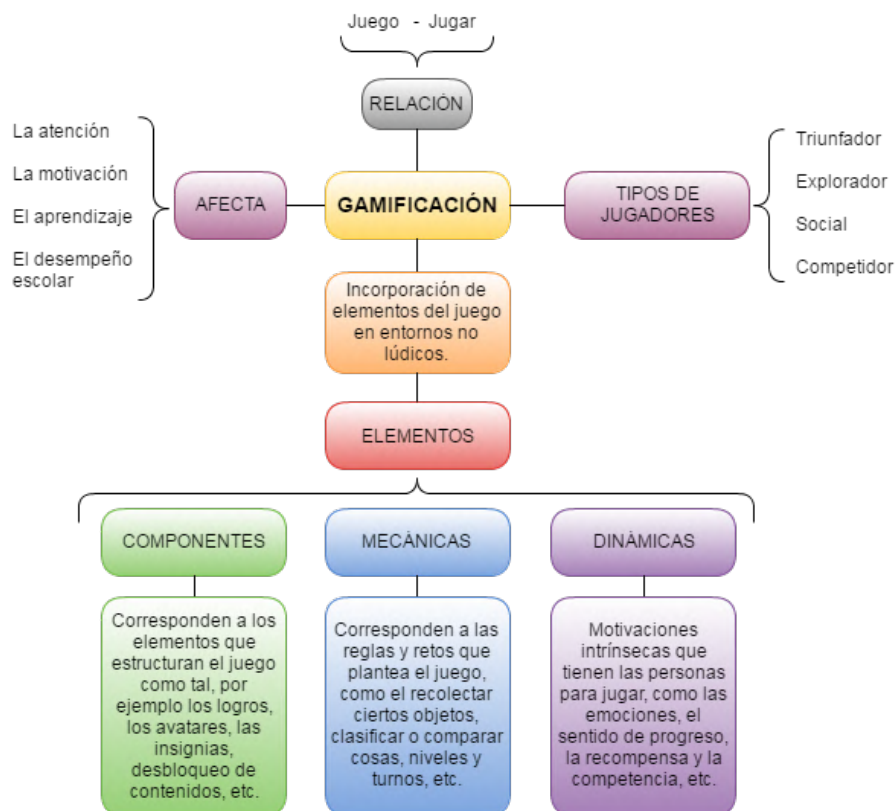 Juego - Jugar
RELACIÓN
La atención
La motivación
El aprendizaje
El desempeño
escolar
AFECTA
GAMIFICACIÓN
TIPOS DE
JUGADORES
Triunfador
Explorador
Social
Competidor
Incorporación de
elementos del juego
en entornos no
lúdicos.
ELEMENTOS
COMPONENTES
MECÁNICAS
DINÁMICAS
Corresponden a los
elementos que
estructuran el juego
como tal, por
ejemplo los logros,
los avatares, las
insignias,
desbloqueo de
contenidos, etc.
Corresponden a las
reglas y retos que
plantea el juego,
como el recolectar
ciertos objetos,
clasificar o comparar
cosas, niveles y
turnos, etc.
Motivaciones
intrínsecas que
tienen las personas
para jugar, como las
emociones, el
sentido de progreso,
la recompensa y la
competencia, etc.